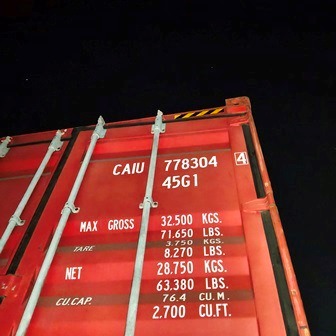 CAIU 778304 4
45G1
MAX GROSS 32.500 KGS.
71.650 LBS.
TARE 3.750 KGS.
8.270 LBS.
NET 28.750 KGS.
63.380 LBS.
CU.CAP. 76.4 CU.M.
2.700 CU.FT.